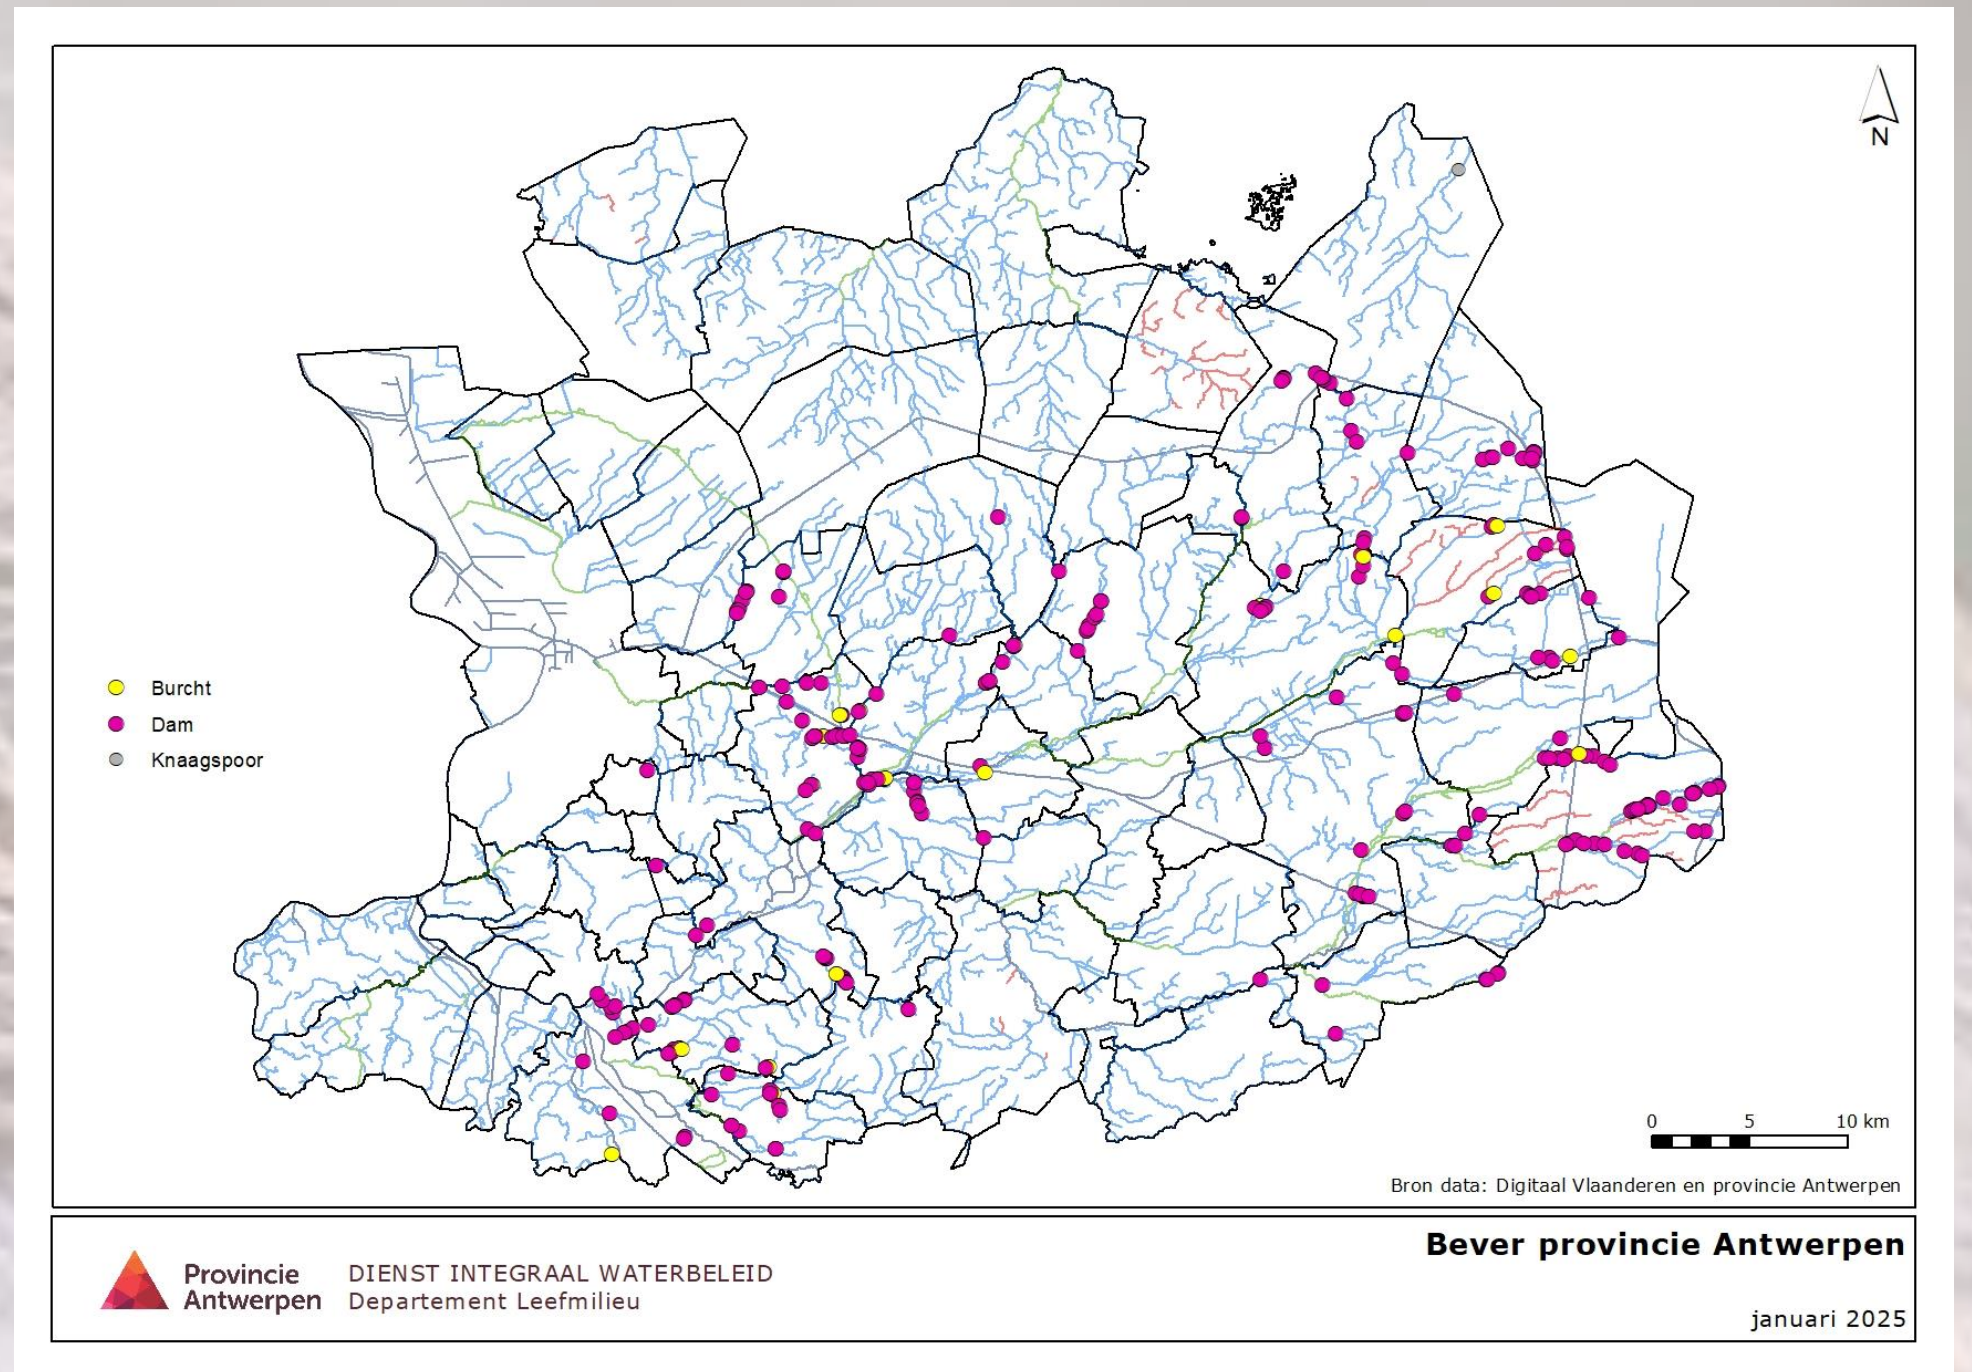 N
Burcht
Dam
Knaagspoor
0 5 10 km
Bron data: Digitaal Vlaanderen en provincie Antwerpen
Bever provincie Antwerpen
januari 2025
Provincie
Antwerpen
DIENST INTEGRAAL WATERBELEID
Departement Leefmilieu